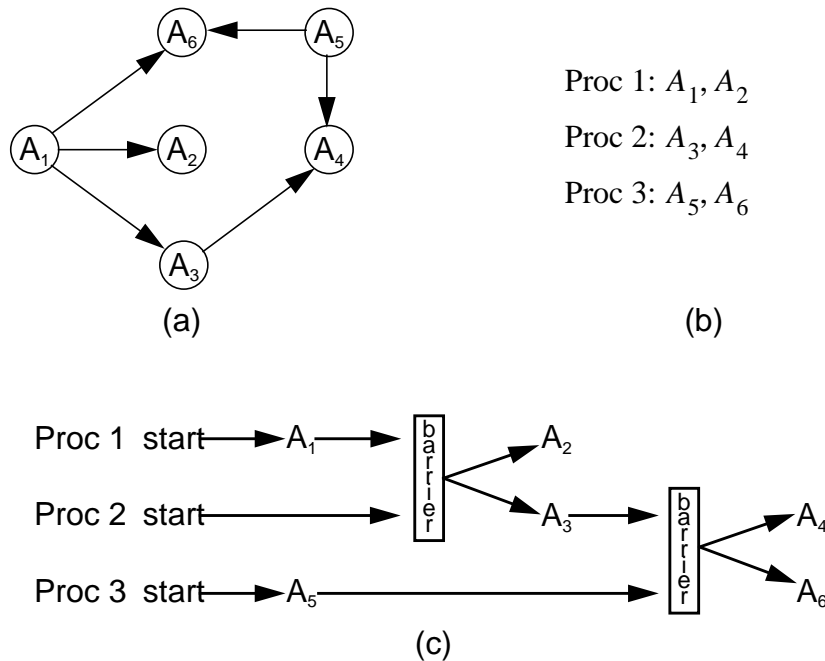 A₆
A₅
A₁
A₂
A₄
A₃
(a)
Proc 1: A₁, A₂
Proc 2: A₃, A₄
Proc 3: A₅, A₆
(b)
Proc 1 start A₁ barrier A₂
Proc 2 start A₃ barrier A₄
Proc 3 start A₅ A₆
(c)